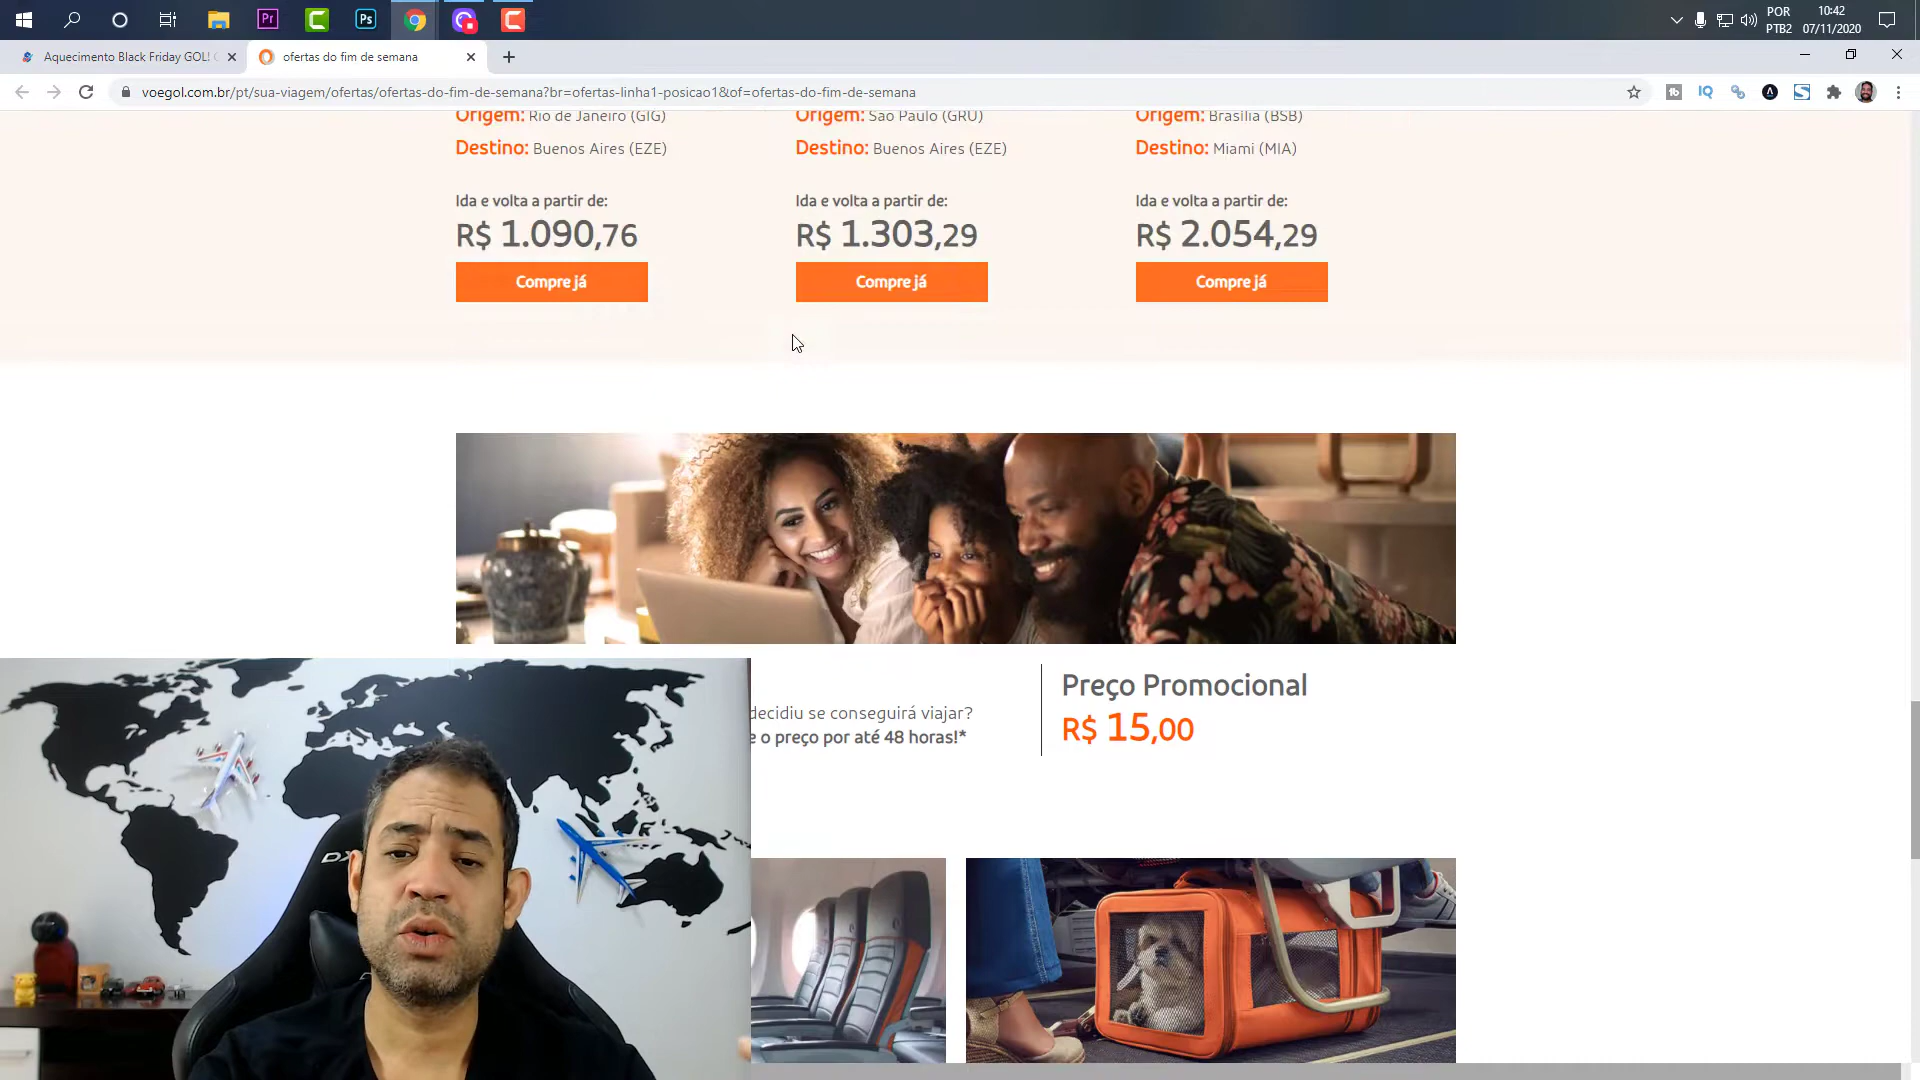 Pr
Ps
POR
PTB2
10:42
07/11/2020
Aquecimento Black Friday GOL!
ofertas do fim de semana
voegol.com.br/pt/sua-viagem/ofertas/ofertas-do-fim-de-semana?br=ofertas-linha1-posicao1&of=ofertas-do-fim-de-semana
tb
IQ
S
Origem: Rio de Janeiro (GIG)
Destino: Buenos Aires (EZE)
Ida e volta a partir de:
R$ 1.090,76
Compre já
Origem: São Paulo (GRU)
Destino: Buenos Aires (EZE)
Ida e volta a partir de:
R$ 1.303,29
Compre já
Origem: Brasília (BSB)
Destino: Miami (MIA)
Ida e volta a partir de:
R$ 2.054,29
Compre já
decidiu se conseguirá viajar?
e o preço por até 48 horas!*
Preço Promocional
R$ 15,00
DX